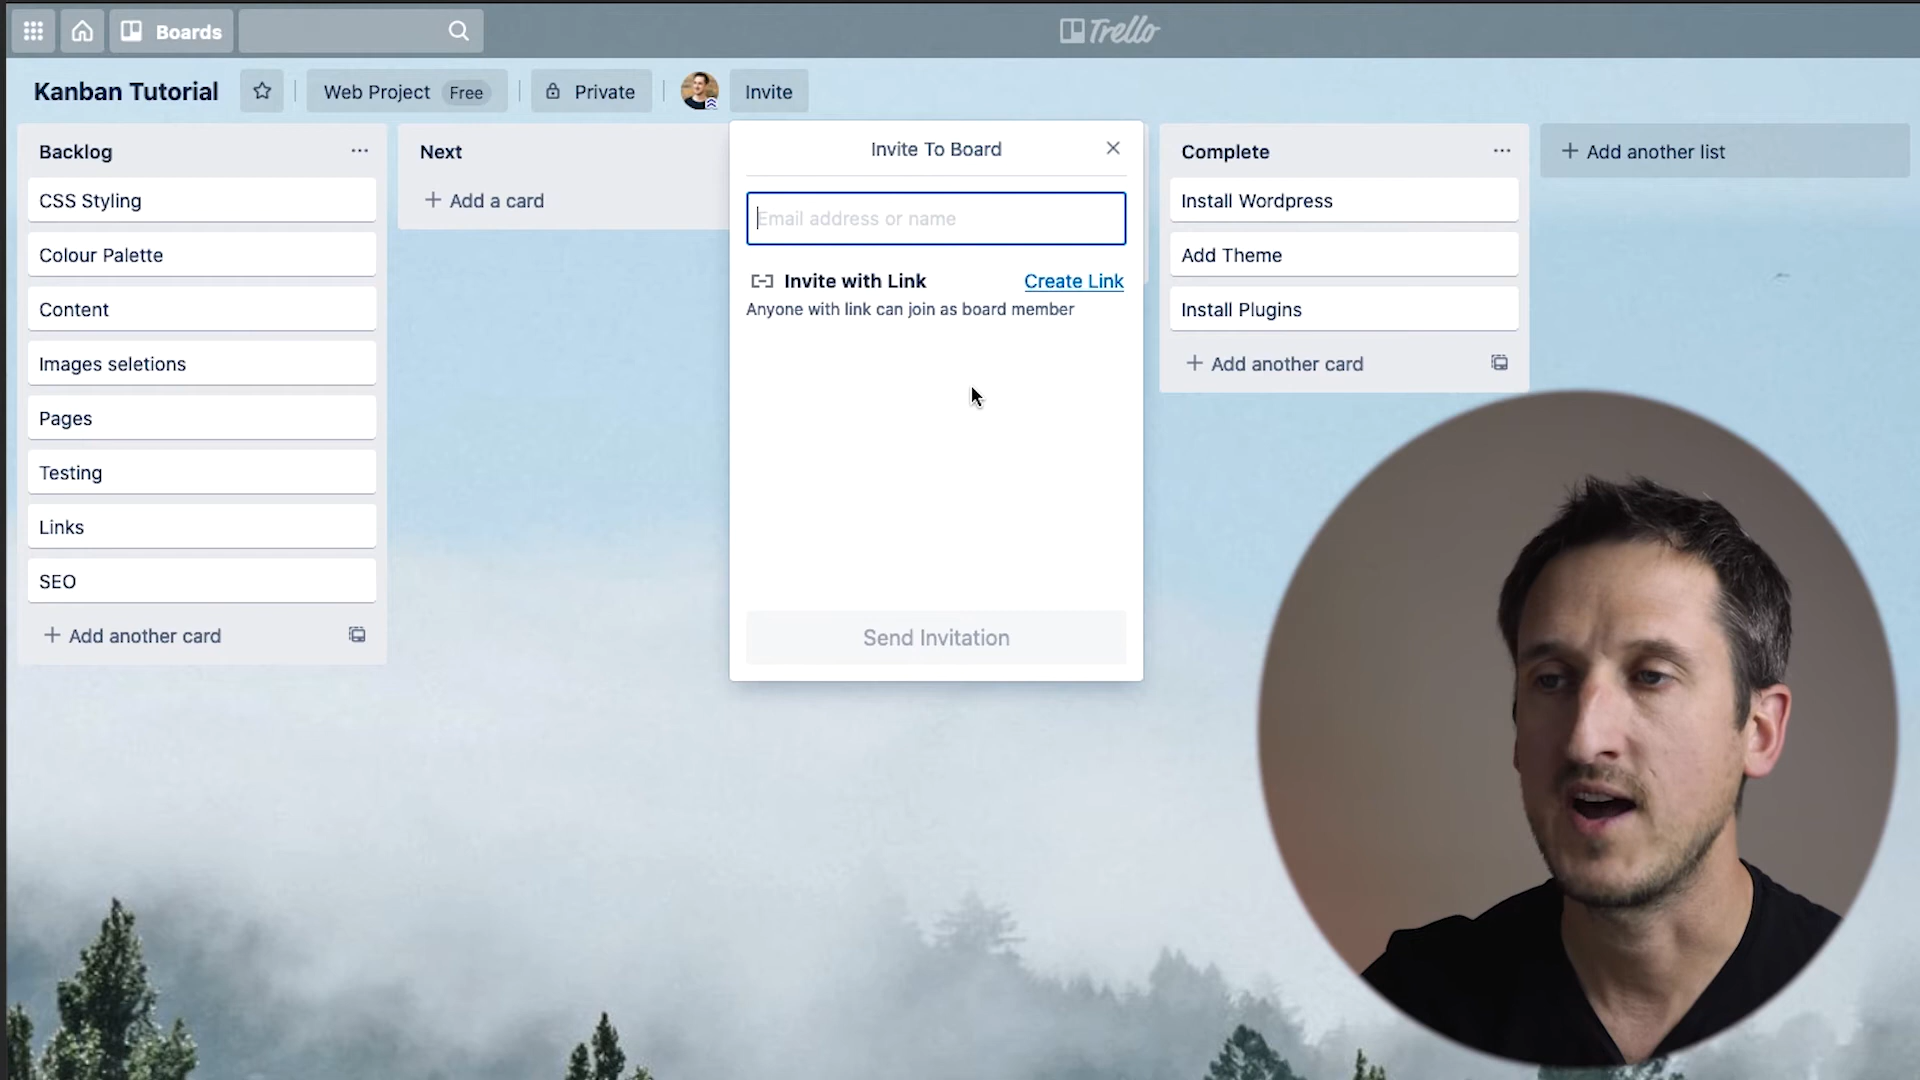 Boards
Trello
Kanban Tutorial
Web Project Free
Private
Invite
Backlog
CSS Styling
Colour Palette
Content
Images seletions
Pages
Testing
Links
SEO
+ Add another card
Next
+ Add a card
Invite To Board
Email address or name
Invite with Link Create Link
Anyone with link can join as board member
Send Invitation
Complete
Install Wordpress
Add Theme
Install Plugins
+ Add another card
+ Add another list